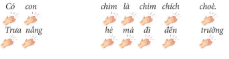 Có con chim là chim chích choè.
Trưa nắng hè mà đi đến trường